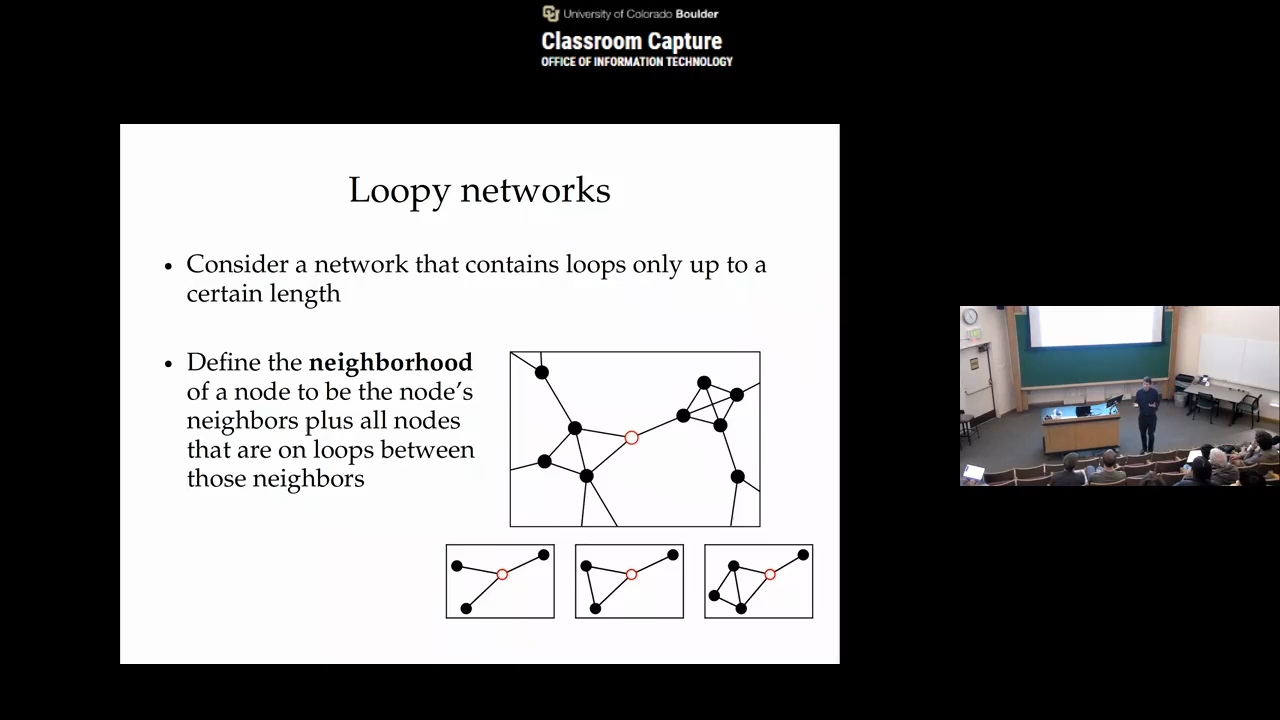 University of Colorado Boulder
Classroom Capture
OFFICE OF INFORMATION TECHNOLOGY
Loopy networks
• Consider a network that contains loops only up to a
certain length
• Define the neighborhood
of a node to be the node's
neighbors plus all nodes
that are on loops between
those neighbors